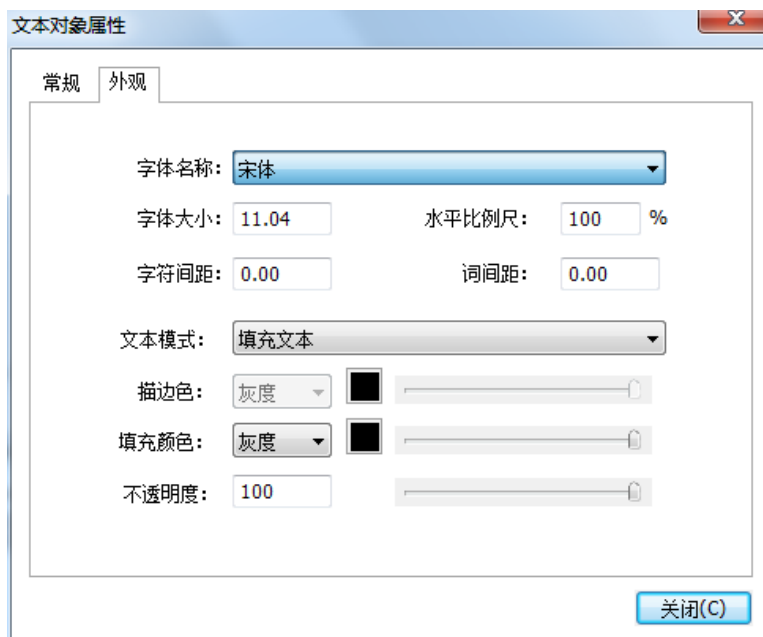 文本对象属性
常规 外观
字体名称: 宋体
字体大小: 11.04 水平比例尺: 100 %
字符间距: 0.00 词间距: 0.00
文本模式: 填充文本
描边色: 灰度
填充颜色: 灰度
不透明度: 100
关闭(C)